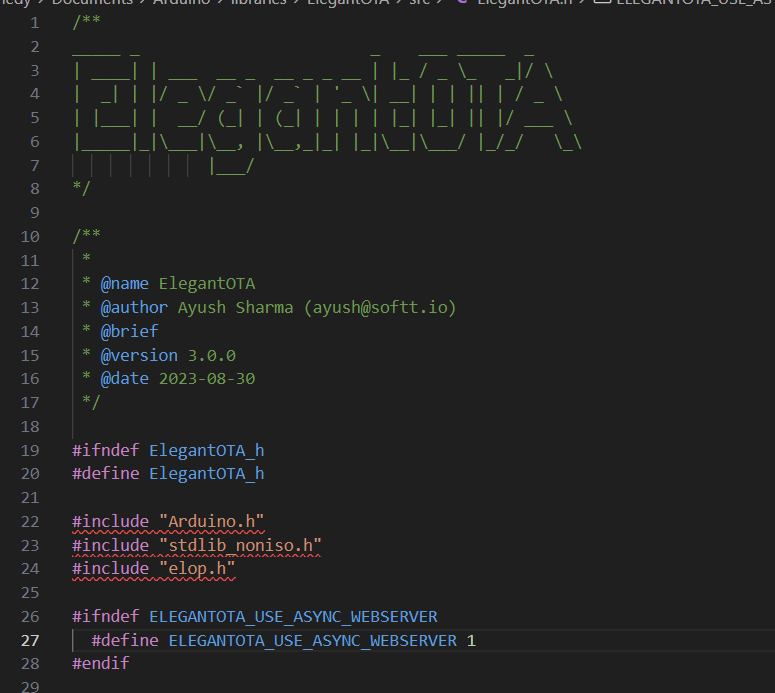 Documents > Arduino > libraries > ElegantOTA > src > C ElegantOTA.h > ELEGANTOTA_USE_AS
1 /**
2 _____ _                        _    ___ _____  _
3 | ____| | ___  __ _  __ _ _ __ | |_ / _ \_   _|/ \
4 |  _| | |/ _ \/ _` |/ _` | '_ \| __| | | || | / _ \
5 | |___| |  __/ (_| | (_| | | | | |_| |_| || |/ ___ \
6 |_____|_|\___|\__, |\__,_|_| |_|\__|\___/ |_/_/   \_\
7               |___/
8 */
9
10 /**
11  *
12  * @name ElegantOTA
13  * @author Ayush Sharma (ayush@softt.io)
14  * @brief
15  * @version 3.0.0
16  * @date 2023-08-30
17  */
18
19 #ifndef ElegantOTA_h
20 #define ElegantOTA_h
21
22 #include "Arduino.h"
23 #include "stdlib_noniso.h"
24 #include "elop.h"
25
26 #ifndef ELEGANTOTA_USE_ASYNC_WEBSERVER
27   #define ELEGANTOTA_USE_ASYNC_WEBSERVER 1
28 #endif
29